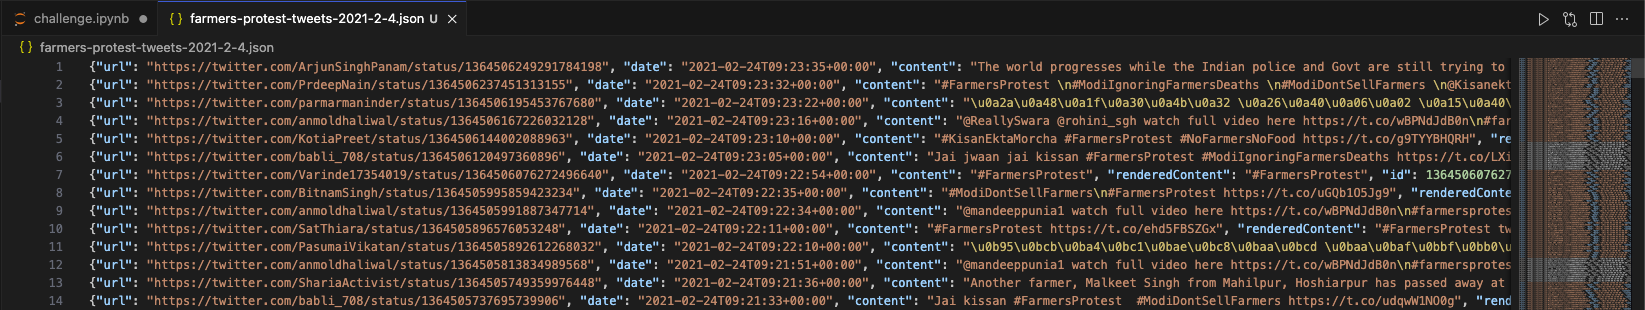 challenge.ipynb
{} farmers-protest-tweets-2021-2-4.json U
{} farmers-protest-tweets-2021-2-4.json
1 {"url": "https://twitter.com/ArjunSinghPanam/status/1364506249291784198", "date": "2021-02-24T09:23:35+00:00", "content": "The world progresses while the Indian police and Govt are still trying to
2 {"url": "https://twitter.com/PrdeepNain/status/1364506237451313155", "date": "2021-02-24T09:23:32+00:00", "content": "#FarmersProtest \n#ModiIgnoringFarmersDeaths \n#ModiDontSellFarmers \n@Kisanekt
3 {"url": "https://twitter.com/parmarmaninder/status/1364506195453767680", "date": "2021-02-24T09:23:22+00:00", "content": "\u0a2a\u0a48\u0a1f\u0a30\u0a4b\u0a32 \u0a26\u0a40\u0a06\u0a02 \u0a15\u0a40\
4 {"url": "https://twitter.com/anmoldhaliwal/status/1364506167226032128", "date": "2021-02-24T09:23:16+00:00", "content": "@ReallySwara @rohini_sgh watch full video here https://t.co/wBPNdJdB0n\n#far
5 {"url": "https://twitter.com/KotiaPreet/status/1364506144002088963", "date": "2021-02-24T09:23:10+00:00", "content": "#KisanEktaMorcha #FarmersProtest #NoFarmersNoFood https://t.co/g9TYYBHQRH", "re
6 {"url": "https://twitter.com/babli_708/status/1364506120497360896", "date": "2021-02-24T09:23:05+00:00", "content": "Jai jwaan jai kissan #FarmersProtest #ModiIgnoringFarmersDeaths https://t.co/LXi
7 {"url": "https://twitter.com/Varinde17354019/status/1364506076272496640", "date": "2021-02-24T09:22:54+00:00", "content": "#FarmersProtest", "renderedContent": "#FarmersProtest", "id": 136450607627
8 {"url": "https://twitter.com/BitnamSingh/status/1364505995859423234", "date": "2021-02-24T09:22:35+00:00", "content": "#ModiDontSellFarmers\n#FarmersProtest https://t.co/uGQb1O5Jg9", "renderedConte
9 {"url": "https://twitter.com/anmoldhaliwal/status/1364505991887347714", "date": "2021-02-24T09:22:34+00:00", "content": "@mandeeppunia1 watch full video here https://t.co/wBPNdJdB0n\n#farmersprotes
10 {"url": "https://twitter.com/SatThiara/status/1364505896576053248", "date": "2021-02-24T09:22:11+00:00", "content": "#FarmersProtest https://t.co/ehd5FBSZGx", "renderedContent": "#FarmersProtest tw
11 {"url": "https://twitter.com/PasumaiVikatan/status/1364505892612268032", "date": "2021-02-24T09:22:10+00:00", "content": "\u0b95\u0bcb\u0ba4\u0bc1\u0bae\u0bc8\u0baa\u0bcd \u0baa\u0baf\u0bbf\u0bb0\u
12 {"url": "https://twitter.com/anmoldhaliwal/status/1364505813834989568", "date": "2021-02-24T09:21:51+00:00", "content": "@mandeeppunia1 watch full video here https://t.co/wBPNdJdB0n\n#farmersprotes
13 {"url": "https://twitter.com/ShariaActivist/status/1364505749359976448", "date": "2021-02-24T09:21:36+00:00", "content": "Another farmer, Malkeet Singh from Mahilpur, Hoshiarpur has passed away at
14 {"url": "https://twitter.com/babli_708/status/1364505737695739906", "date": "2021-02-24T09:21:33+00:00", "content": "Jai kissan #FarmersProtest  #ModiDontSellFarmers https://t.co/udqwW1NO0g", "rend